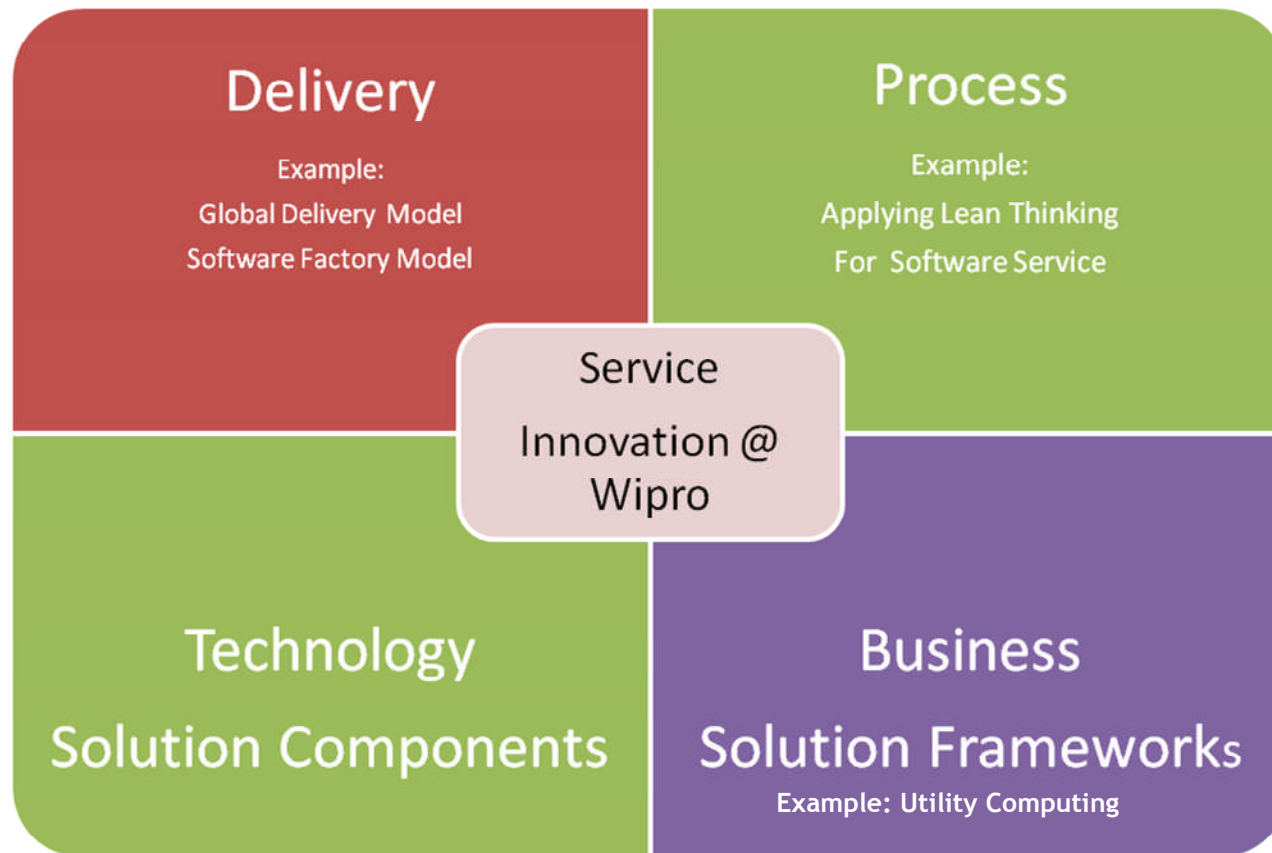 Delivery
Example:
Global Delivery Model
Software Factory Model
Process
Example:
Applying Lean Thinking
For Software Service
Service
Innovation @
Wipro
Technology
Solution Components
Business
Solution Frameworks
Example: Utility Computing